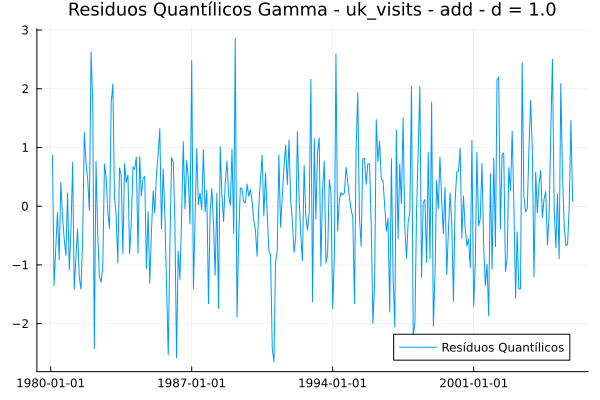 Residuos Quantílicos Gamma - uk_visits - add - d = 1.0
3
2
1
0
−1
−2
Resíduos Quantílicos
1980-01-01 1987-01-01 1994-01-01 2001-01-01